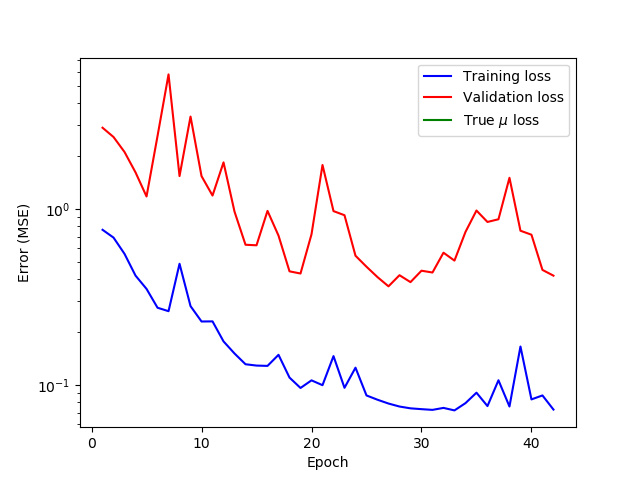 Training loss
Validation loss
True μ loss
10⁰
10⁻¹
Error (MSE)
0 10 20 30 40
Epoch